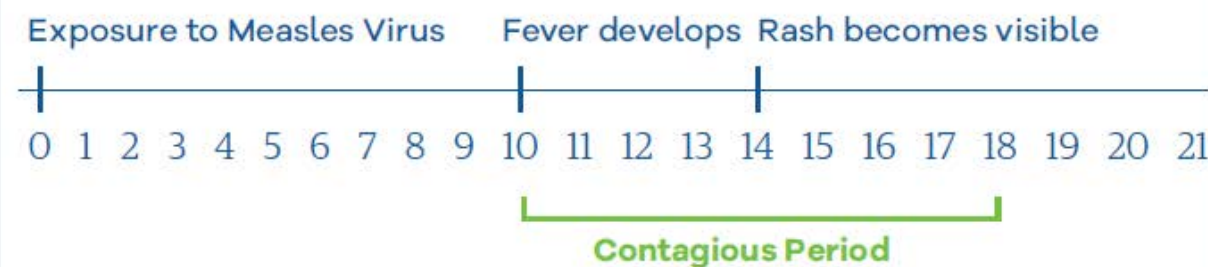 Exposure to Measles Virus Fever develops Rash becomes visible
0 1 2 3 4 5 6 7 8 9 10 11 12 13 14 15 16 17 18 19 20 21
Contagious Period